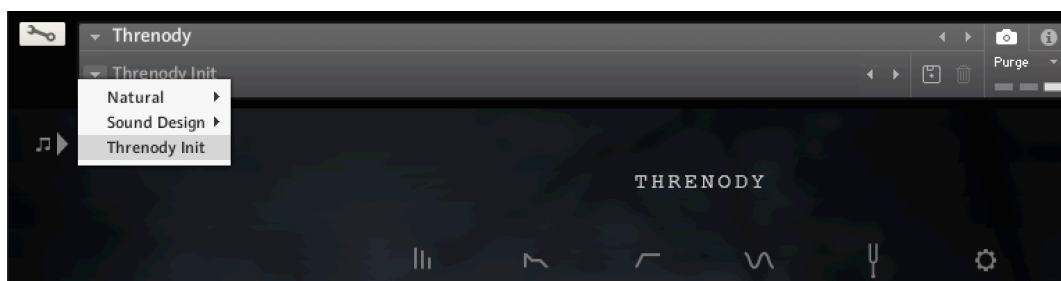 Threnody
Threnody Init
Purge
Natural
Sound Design
Threnody Init
THRENODY